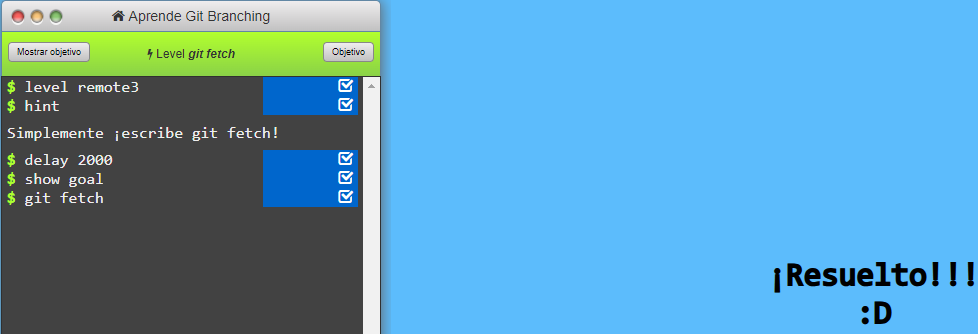 Aprende Git Branching
Mostrar objetivo
Level git fetch
Objetivo
$ level remote3
$ hint
Simplemente ¡escribe git fetch!
$ delay 2000
$ show goal
$ git fetch
¡Resuelto!!!
:D